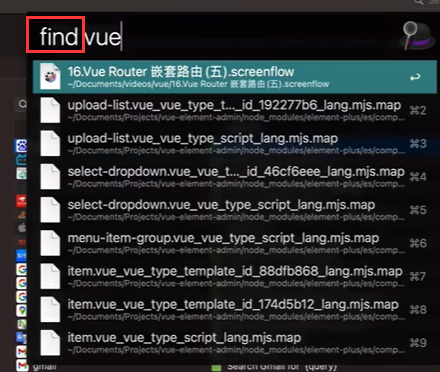 find vue
16.Vue Router 嵌套路由 (五).screenflow
~/Documents/videos/vue/16.Vue Router 嵌套路由 (五).screenflow
upload-list.vue_vue_type_t..._id_192277b6_lang.mjs.map
~/Documents/Projects/vue-element-admin/node_modules/element-plus/es/comp...
⌘2
upload-list.vue_vue_type_script_lang.mjs.map
~/Documents/Projects/vue-element-admin/node_modules/element-plus/es/comp...
⌘3
select-dropdown.vue_vue_t..._id_46cf6eee_lang.mjs.map
~/Documents/Projects/vue-element-admin/node_modules/element-plus/es/comp...
⌘4
select-dropdown.vue_vue_type_script_lang.mjs.map
~/Documents/Projects/vue-element-admin/node_modules/element-plus/es/comp...
⌘5
menu-item-group.vue_vue_type_script_lang.mjs.map
~/Documents/Projects/vue-element-admin/node_modules/element-plus/es/comp...
⌘6
item.vue_vue_type_template_id_88dfb868_lang.mjs.map
~/Documents/Projects/vue-element-admin/node_modules/element-plus/es/comp...
⌘7
item.vue_vue_type_template_id_174d5b12_lang.mjs.map
~/Documents/Projects/vue-element-admin/node_modules/element-plus/es/comp...
⌘8
item.vue_vue_type_script_lang.mjs.map
~/Documents/Projects/vue-element-admin/node_modules/element-plus/es/comp...
⌘9
gmail
Search Gmail for '{query}'